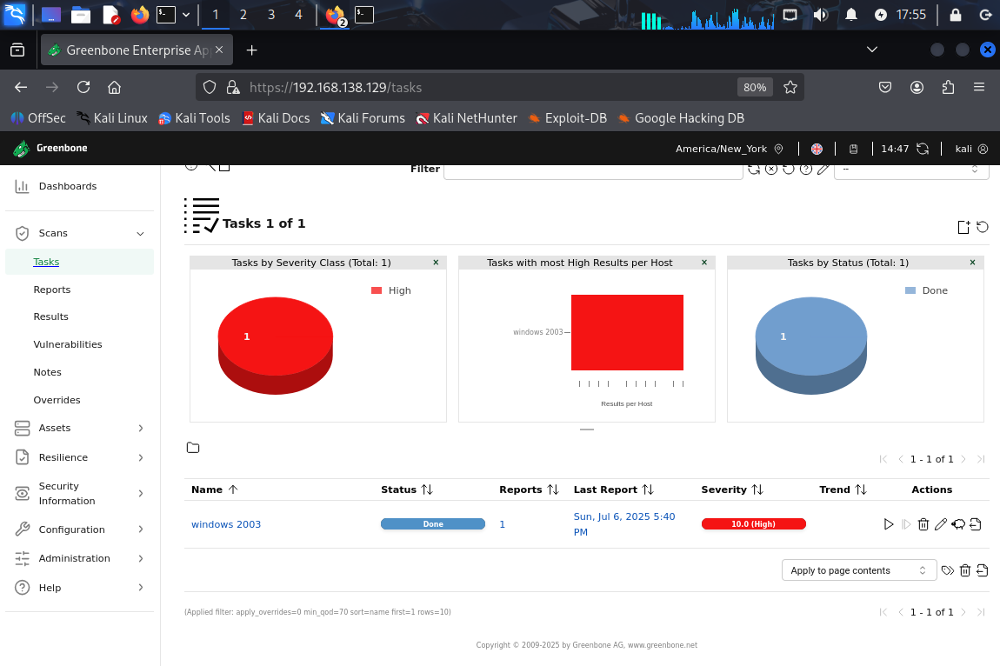 1 2 3 4 2 17:55
Greenbone Enterprise Ap
https://192.168.138.129/tasks 80%
OffSec Kali Linux Kali Tools Kali Docs Kali Forums Kali NetHunter Exploit-DB Google Hacking DB
Greenbone America/New_York 14:47 kali
Filter --
Dashboards
Scans
Tasks
Reports
Results
Vulnerabilities
Notes
Overrides
Assets
Resilience
Security
Information
Configuration
Administration
Help
Tasks 1 of 1
Tasks by Severity Class (Total: 1) ×
High
1
Tasks with most High Results per Host ×
windows 2003
Results per Host
Tasks by Status (Total: 1) ×
Done
1
1 - 1 of 1
Name Status Reports Last Report Severity Trend Actions
windows 2003 Done 1 Sun, Jul 6, 2025 5:40 10.0 (High)
PM
Apply to page contents
(Applied filter: apply_overrides=0 min_qod=70 sort=name first=1 rows=10) 1 - 1 of 1
Copyright © 2009-2025 by Greenbone AG, www.greenbone.net